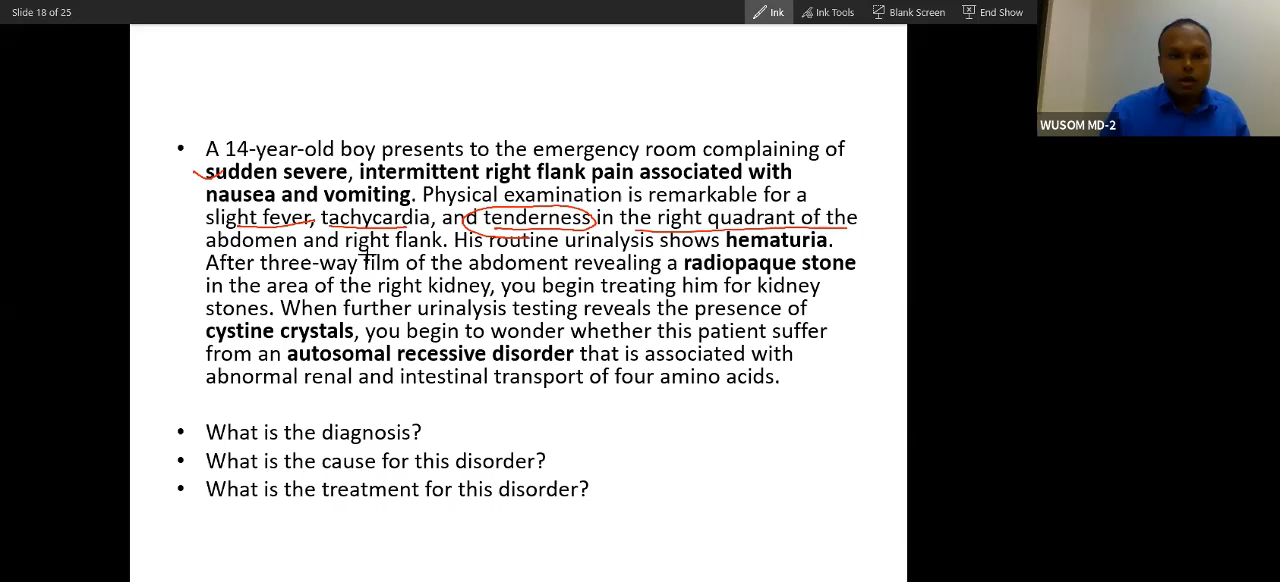 Slide 18 of 25
Ink Ink Tools Blank Screen End Show
WUSOM MD-2
• A 14-year-old boy presents to the emergency room complaining of
sudden severe, intermittent right flank pain associated with
nausea and vomiting. Physical examination is remarkable for a
slight fever, tachycardia, and tenderness in the right quadrant of the
abdomen and right flank. His routine urinalysis shows hematuria.
After three-way film of the abdoment revealing a radiopaque stone
in the area of the right kidney, you begin treating him for kidney
stones. When further urinalysis testing reveals the presence of
cystine crystals, you begin to wonder whether this patient suffer
from an autosomal recessive disorder that is associated with
abnormal renal and intestinal transport of four amino acids.
• What is the diagnosis?
• What is the cause for this disorder?
• What is the treatment for this disorder?